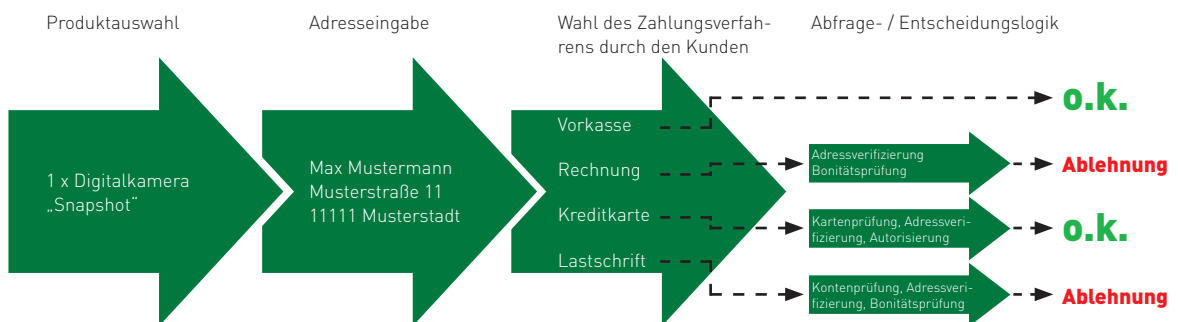 Produktauswahl
Adresseingabe
Wahl des Zahlungsverfah-
rens durch den Kunden
Abfrage- / Entscheidungslogik
1 x Digitalkamera
„Snapshot“
Max Mustermann
Musterstraße 11
11111 Musterstadt
Vorkasse
o.k.
Rechnung
Adressverifizierung
Bonitätsprüfung
Ablehnung
Kreditkarte
Kartenprüfung, Adressveri-
fizierung, Autorisierung
o.k.
Lastschrift
Kontenprüfung, Adressveri-
fizierung, Bonitätsprüfung
Ablehnung